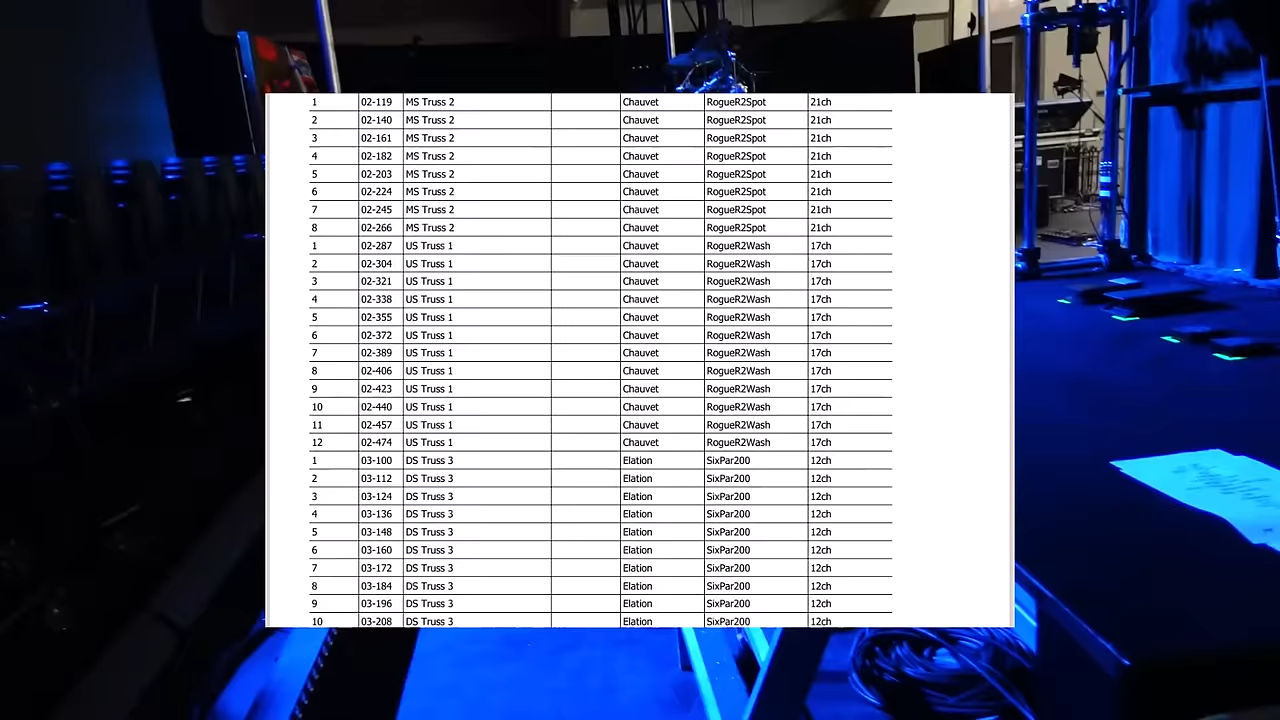 1 02-119 MS Truss 2 Chauvet RogueR2Spot 21ch
2 02-140 MS Truss 2 Chauvet RogueR2Spot 21ch
3 02-161 MS Truss 2 Chauvet RogueR2Spot 21ch
4 02-182 MS Truss 2 Chauvet RogueR2Spot 21ch
5 02-203 MS Truss 2 Chauvet RogueR2Spot 21ch
6 02-224 MS Truss 2 Chauvet RogueR2Spot 21ch
7 02-245 MS Truss 2 Chauvet RogueR2Spot 21ch
8 02-266 MS Truss 2 Chauvet RogueR2Spot 21ch
1 02-287 US Truss 1 Chauvet RogueR2Wash 17ch
2 02-304 US Truss 1 Chauvet RogueR2Wash 17ch
3 02-321 US Truss 1 Chauvet RogueR2Wash 17ch
4 02-338 US Truss 1 Chauvet RogueR2Wash 17ch
5 02-355 US Truss 1 Chauvet RogueR2Wash 17ch
6 02-372 US Truss 1 Chauvet RogueR2Wash 17ch
7 02-389 US Truss 1 Chauvet RogueR2Wash 17ch
8 02-406 US Truss 1 Chauvet RogueR2Wash 17ch
9 02-423 US Truss 1 Chauvet RogueR2Wash 17ch
10 02-440 US Truss 1 Chauvet RogueR2Wash 17ch
11 02-457 US Truss 1 Chauvet RogueR2Wash 17ch
12 02-474 US Truss 1 Chauvet RogueR2Wash 17ch
1 03-100 DS Truss 3 Elation SixPar200 12ch
2 03-112 DS Truss 3 Elation SixPar200 12ch
3 03-124 DS Truss 3 Elation SixPar200 12ch
4 03-136 DS Truss 3 Elation SixPar200 12ch
5 03-148 DS Truss 3 Elation SixPar200 12ch
6 03-160 DS Truss 3 Elation SixPar200 12ch
7 03-172 DS Truss 3 Elation SixPar200 12ch
8 03-184 DS Truss 3 Elation SixPar200 12ch
9 03-196 DS Truss 3 Elation SixPar200 12ch
10 03-208 DS Truss 3 Elation SixPar200 12ch